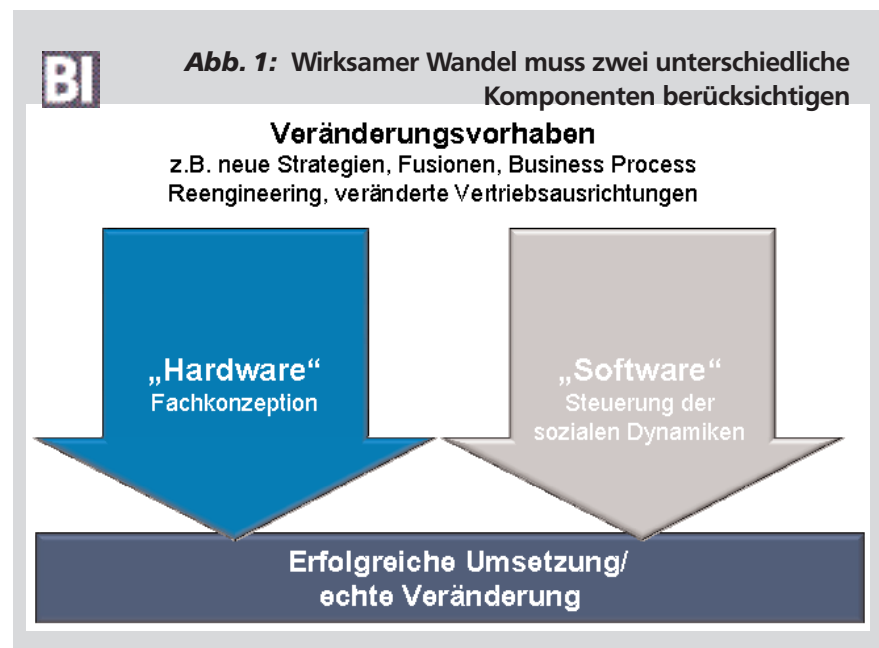 BI
Abb. 1: Wirksamer Wandel muss zwei unterschiedliche
Komponenten berücksichtigen
Veränderungsvorhaben
z.B. neue Strategien, Fusionen, Business Process
Reengineering, veränderte Vertriebsausrichtungen
„Hardware“
Fachkonzeption
„Software“
Steuerung der
sozialen Dynamiken
Erfolgreiche Umsetzung/
echte Veränderung